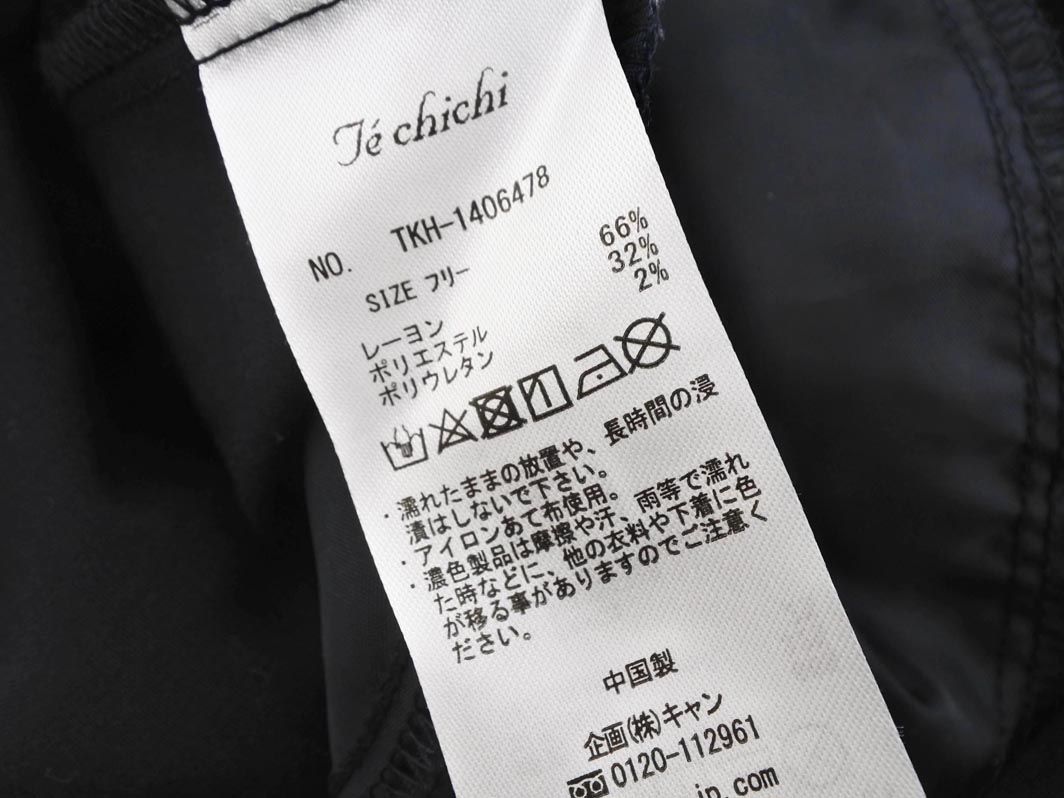 Té chichi
NO. TKH-1406478
SIZE フリー
レーヨン 66%
ポリエステル 32%
ポリウレタン 2%
・濡れたままの放置や、長時間の浸
漬はしないで下さい。
・アイロンあて布使用。
・濃色製品は摩擦や汗、雨等で濡れ
た時などに、他の衣料や下着に色
が移る事がありますのでご注意く
ださい。
中国製
企画(株)キャン
0120-112961
jp.com